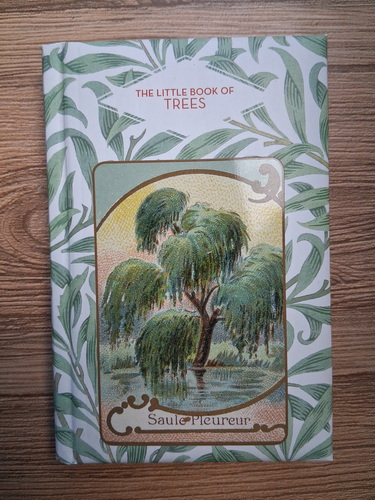 THE LITTLE BOOK OF
TREES
Saule Pleureur